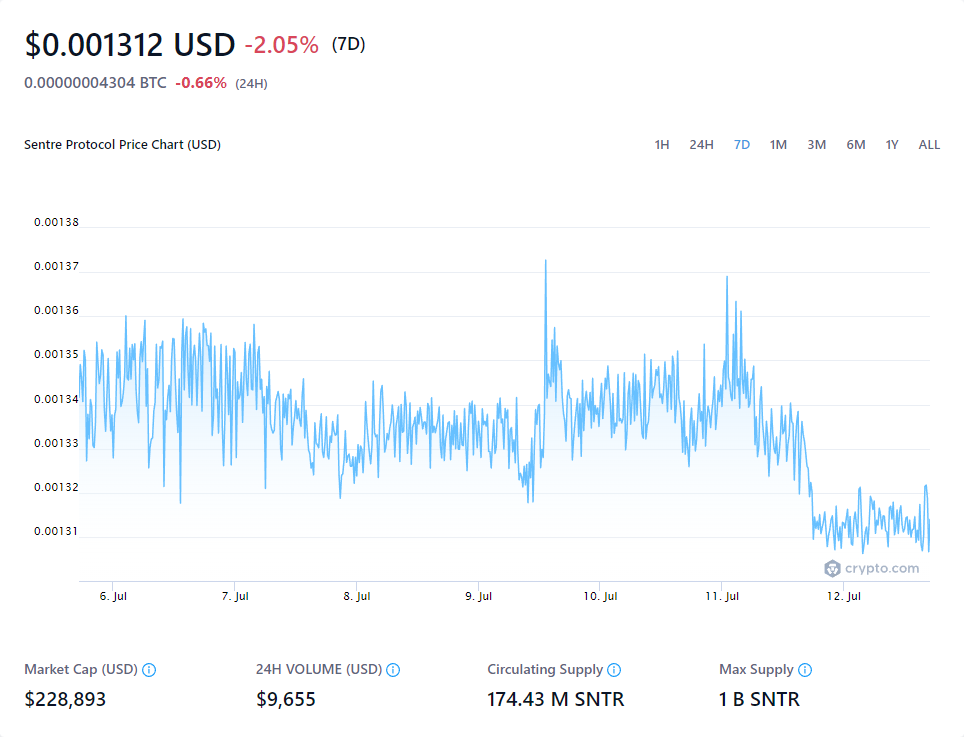 $0.001312 USD -2.05% (7D)
0.00000004304 BTC -0.66% (24H)
Sentre Protocol Price Chart (USD) 1H 24H 7D 1M 3M 6M 1Y ALL
0.00138
0.00137
0.00136
0.00135
0.00134
0.00133
0.00132
0.00131
crypto.com
6. Jul 7. Jul 8. Jul 9. Jul 10. Jul 11. Jul 12. Jul
Market Cap (USD) 24H VOLUME (USD) Circulating Supply Max Supply
$228,893 $9,655 174.43 M SNTR 1 B SNTR